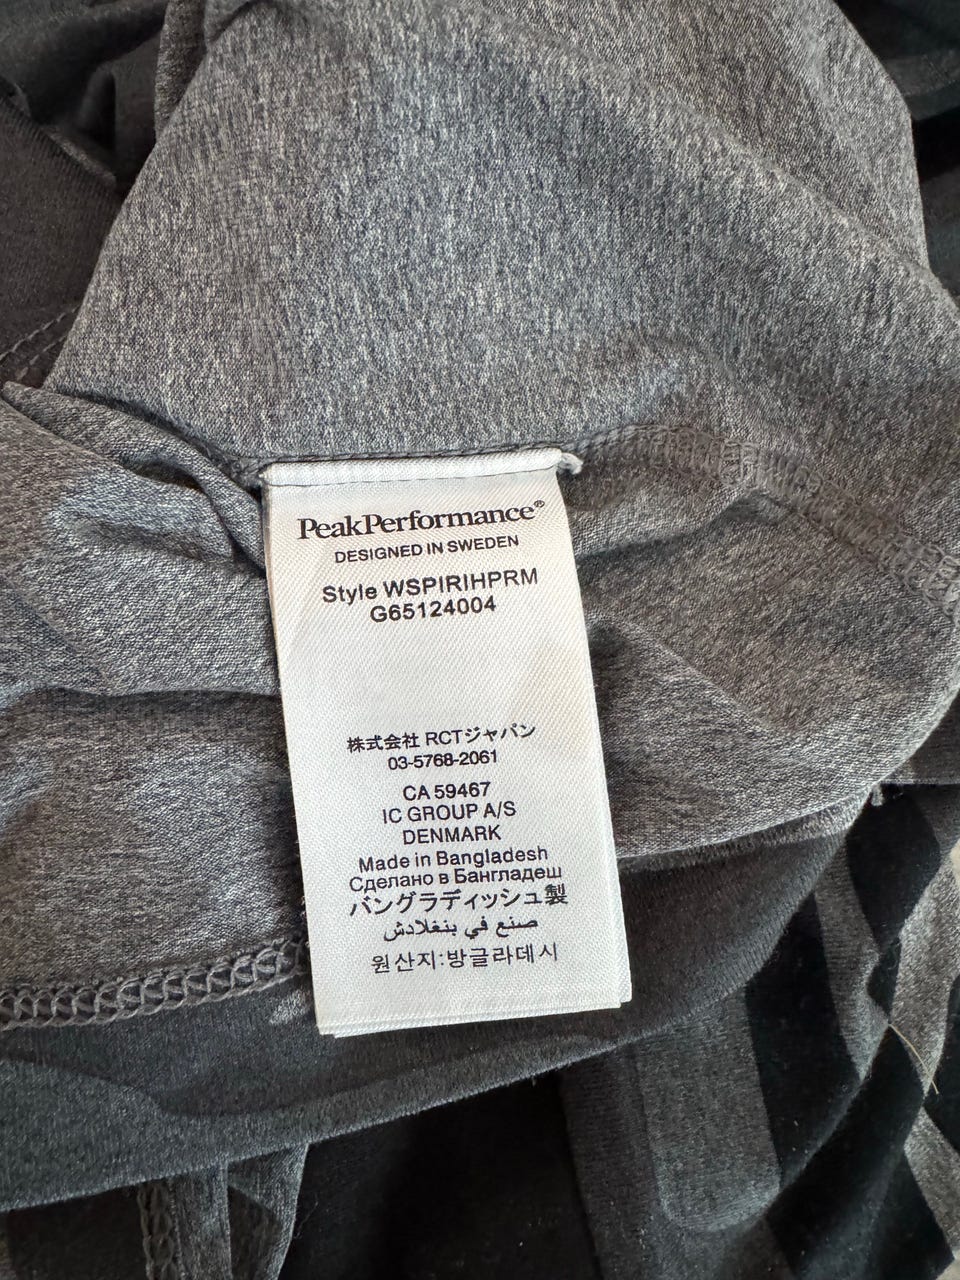 PeakPerformance®
DESIGNED IN SWEDEN
Style WSPIRIHPRM
G65124004
株式会社 RCTジャパン
03-5768-2061
CA 59467
IC GROUP A/S
DENMARK
Made in Bangladesh
Сделано в Бангладеш
バングラディッシュ製
صنع في بنغلادش
원산지:방글라데시